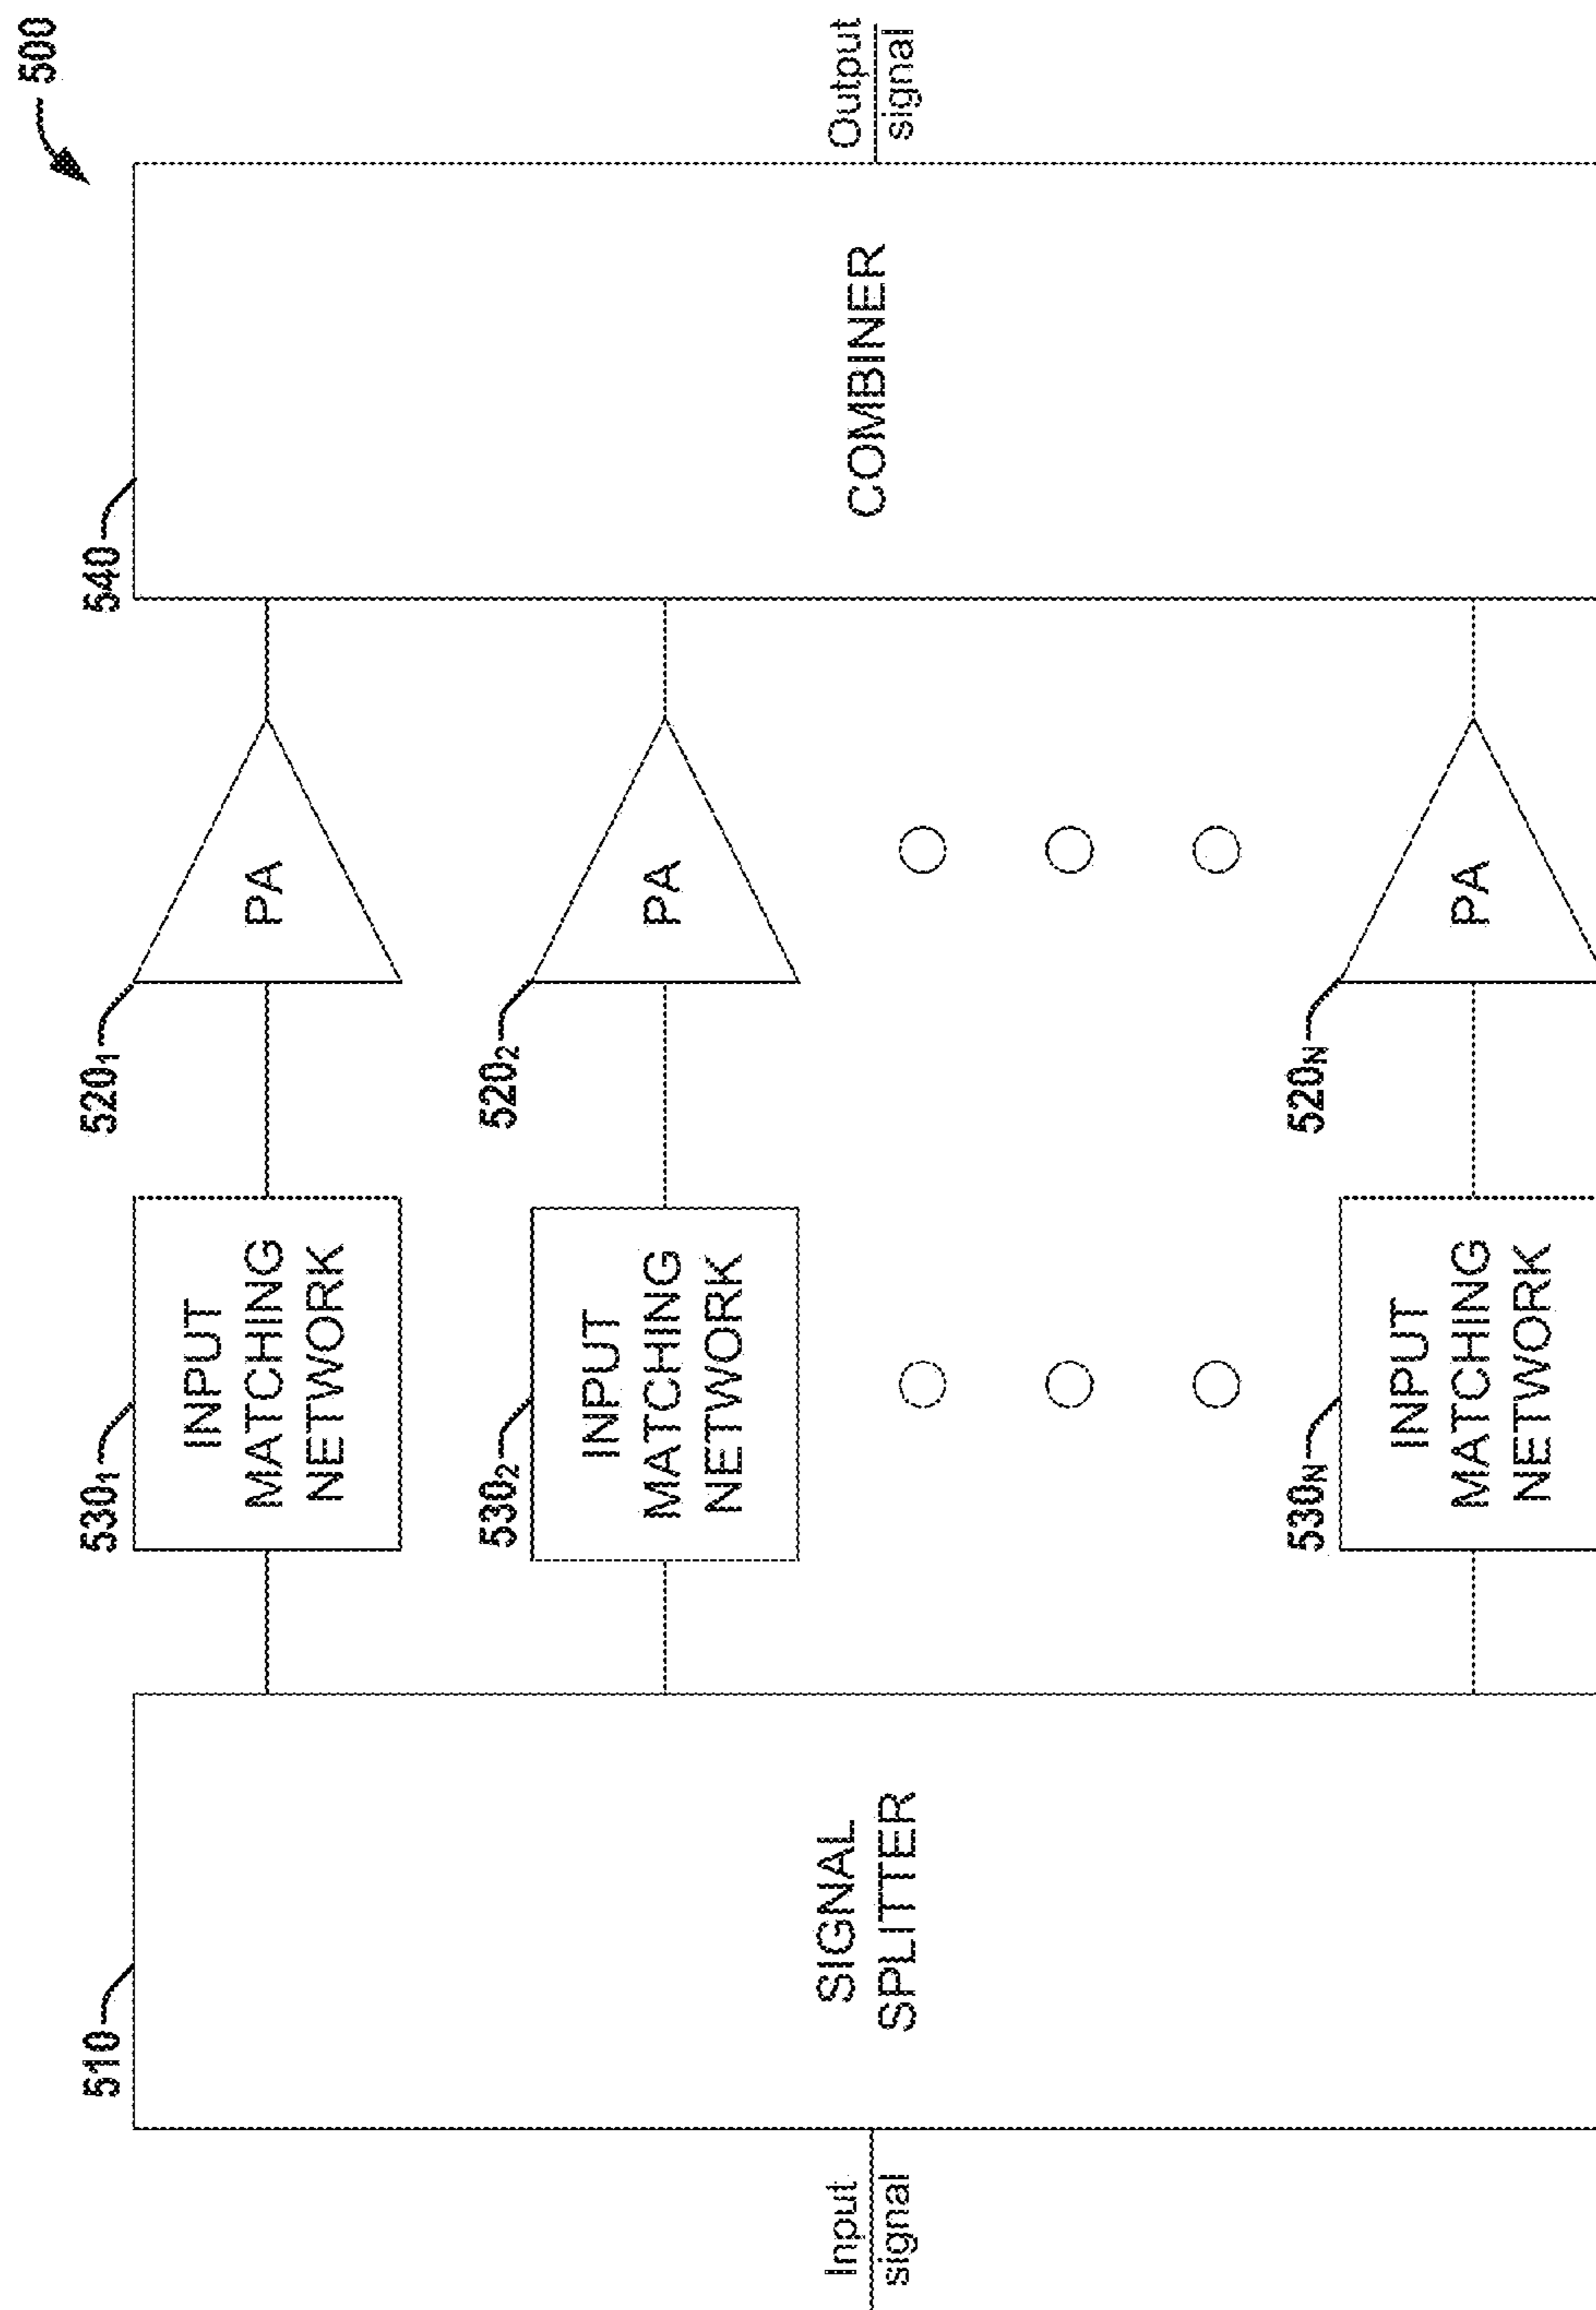 500
510
530₁
520₁
540
INPUT
MATCHING
NETWORK
PA
530₂
520₂
INPUT
MATCHING
NETWORK
PA
Input
signal
SIGNAL
SPLITTER
COMBINER
Output
signal
530N
520N
INPUT
MATCHING
NETWORK
PA